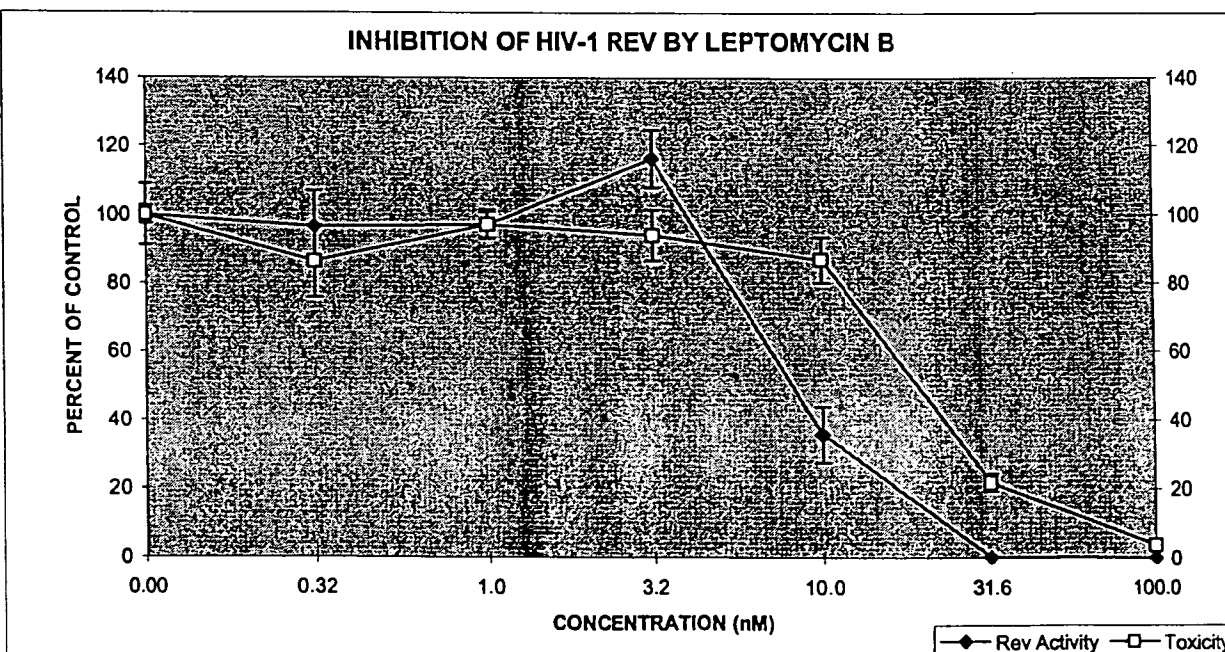 INHIBITION OF HIV-1 REV BY LEPTOMYCIN B
140 140
120 120
100 100
80 80
60 60
40 40
20 20
0 0
PERCENT OF CONTROL
0.00 0.32 1.0 3.2 10.0 31.6 100.0
CONCENTRATION (nM)
Rev Activity Toxicity